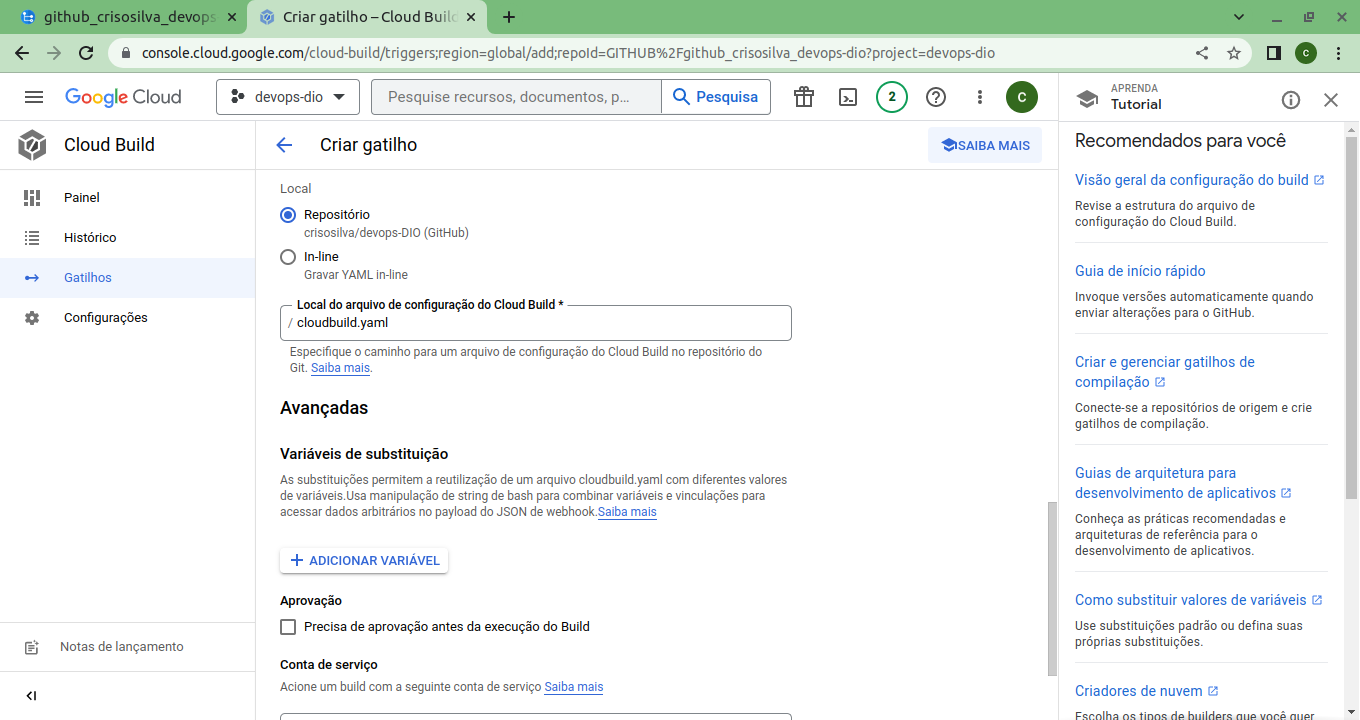 github_crisosilva_devops
Criar gatilho – Cloud Build
console.cloud.google.com/cloud-build/triggers;region=global/add;repoId=GITHUB%2Fgithub_crisosilva_devops-dio?project=devops-dio
C
Google Cloud
devops-dio
Pesquise recursos, documentos, p...
Pesquisa
2
C
APRENDA
Tutorial
Cloud Build
Criar gatilho
SAIBA MAIS
Painel
Histórico
Gatilhos
Configurações
Notas de lançamento
Local
Repositório
crisosilva/devops-DIO (GitHub)
In-line
Gravar YAML in-line
Local do arquivo de configuração do Cloud Build *
/ cloudbuild.yaml
Especifique o caminho para um arquivo de configuração do Cloud Build no repositório do
Git. Saiba mais.
Avançadas
Variáveis de substituição
As substituições permitem a reutilização de um arquivo cloudbuild.yaml com diferentes valores
de variáveis.Usa manipulação de string de bash para combinar variáveis e vinculações para
acessar dados arbitrários no payload do JSON de webhook.Saiba mais
ADICIONAR VARIÁVEL
Aprovação
Precisa de aprovação antes da execução do Build
Conta de serviço
Acione um build com a seguinte conta de serviço Saiba mais
Recomendados para você
Visão geral da configuração do build
Revise a estrutura do arquivo de
configuração do Cloud Build.
Guia de início rápido
Invoque versões automaticamente quando
enviar alterações para o GitHub.
Criar e gerenciar gatilhos de
compilação
Conecte-se a repositórios de origem e crie
gatilhos de compilação.
Guias de arquitetura para
desenvolvimento de aplicativos
Conheça as práticas recomendadas e
arquiteturas de referência para o
desenvolvimento de aplicativos.
Como substituir valores de variáveis
Use substituições padrão ou defina suas
próprias substituições.
Criadores de nuvem
Escolha os tipos de builders que você quer